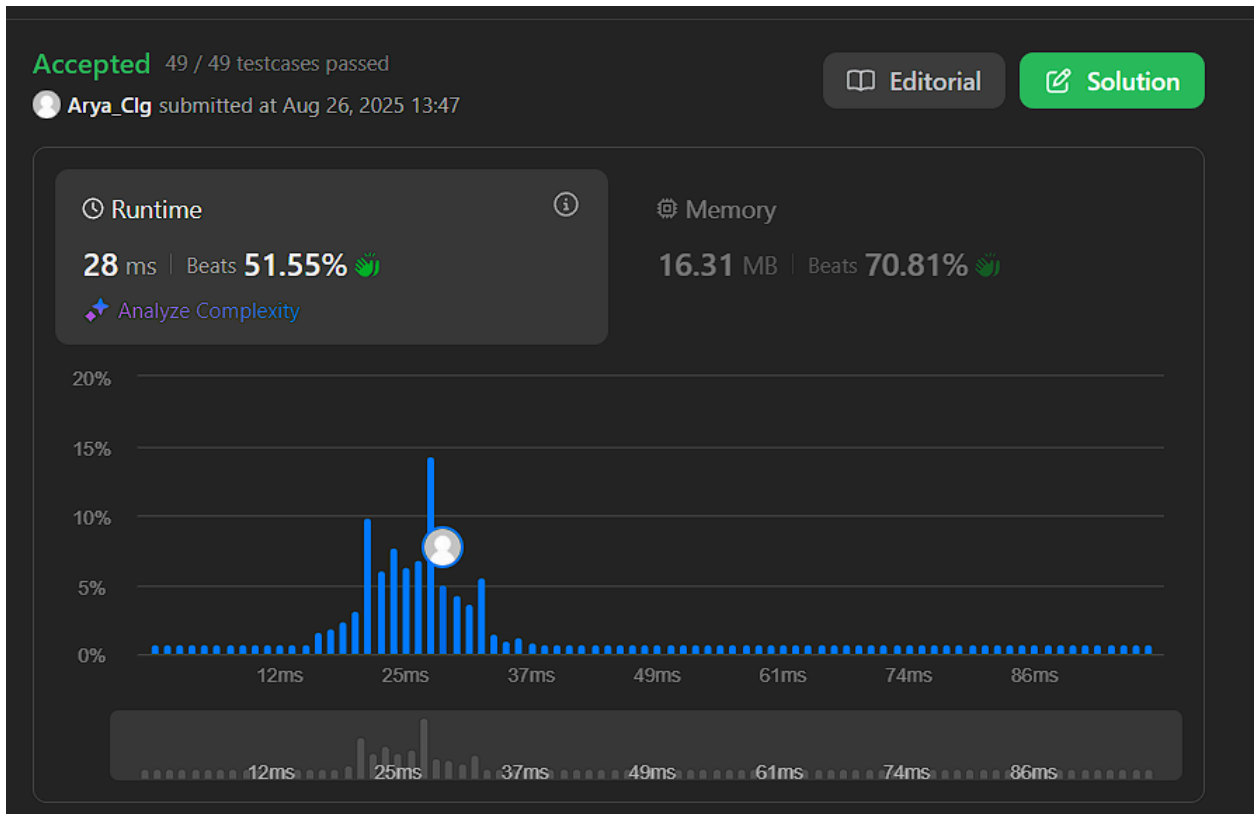 Accepted 49 / 49 testcases passed
Arya_Clg submitted at Aug 26, 2025 13:47
Editorial
Solution
Runtime
28 ms Beats 51.55%
Analyze Complexity
Memory
16.31 MB Beats 70.81%
20%
15%
10%
5%
0%
12ms 25ms 37ms 49ms 61ms 74ms 86ms
12ms 25ms 37ms 49ms 61ms 74ms 86ms